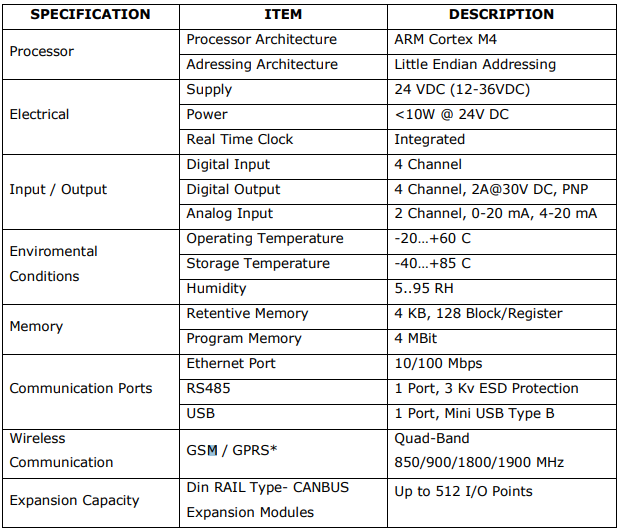 SPECIFICATION ITEM DESCRIPTION
Processor
Processor Architecture ARM Cortex M4
Adressing Architecture Little Endian Addressing
Electrical
Supply 24 VDC (12-36VDC)
Power <10W @ 24V DC
Real Time Clock Integrated
Input / Output
Digital Input 4 Channel
Digital Output 4 Channel, 2A@30V DC, PNP
Analog Input 2 Channel, 0-20 mA, 4-20 mA
Enviromental
Conditions
Operating Temperature -20...+60 C
Storage Temperature -40...+85 C
Humidity 5..95 RH
Memory
Retentive Memory 4 KB, 128 Block/Register
Program Memory 4 MBit
Communication Ports
Ethernet Port 10/100 Mbps
RS485 1 Port, 3 Kv ESD Protection
USB 1 Port, Mini USB Type B
Wireless
Communication
GSM / GPRS*
Quad-Band
850/900/1800/1900 MHz
Expansion Capacity
Din RAIL Type- CANBUS
Expansion Modules
Up to 512 I/O Points